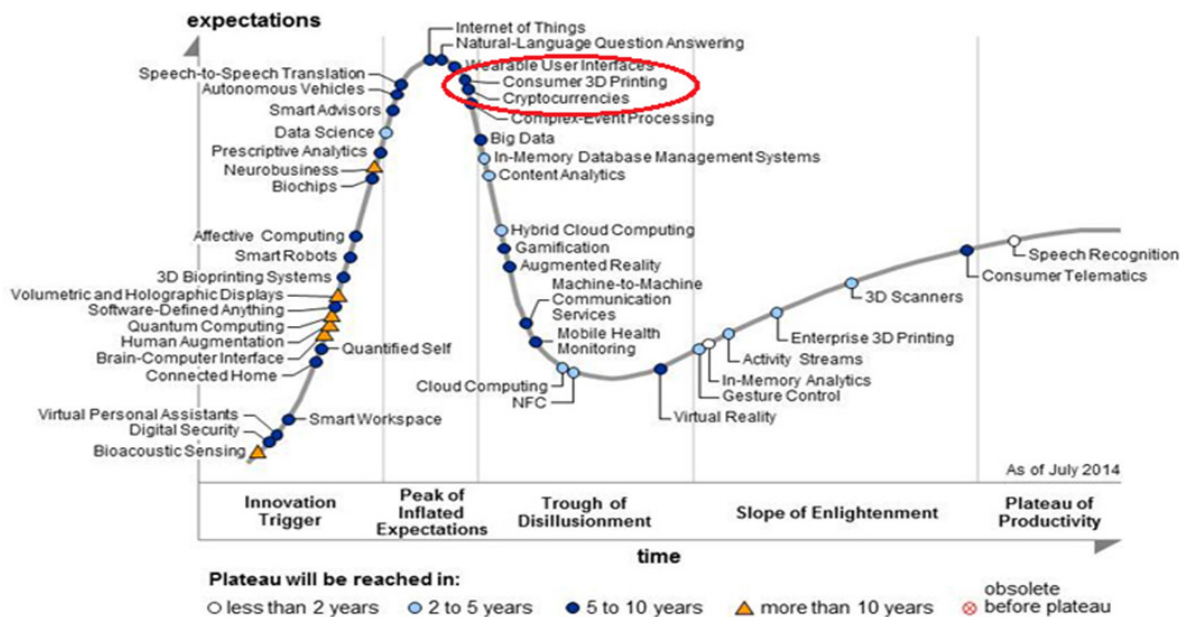 expectations
Internet of Things
Natural-Language Question Answering
Wearable User Interfaces
Consumer 3D Printing
Cryptocurrencies
Complex-Event Processing
Speech-to-Speech Translation
Autonomous Vehicles
Smart Advisors
Data Science
Prescriptive Analytics
Neurobusiness
Biochips
Big Data
In-Memory Database Management Systems
Content Analytics
Affective Computing
Smart Robots
3D Bioprinting Systems
Volumetric and Holographic Displays
Software-Defined Anything
Quantum Computing
Human Augmentation
Brain-Computer Interface
Connected Home
Quantified Self
Virtual Personal Assistants
Digital Security
Bioacoustic Sensing
Smart Workspace
Hybrid Cloud Computing
Gamification
Augmented Reality
Machine-to-Machine
Communication
Services
Mobile Health
Monitoring
Cloud Computing
NFC
Virtual Reality
Gesture Control
In-Memory Analytics
Activity Streams
Enterprise 3D Printing
3D Scanners
Consumer Telematics
Speech Recognition
As of July 2014
Innovation
Trigger
Peak of
Inflated
Expectations
Trough of
Disillusionment
Slope of Enlightenment
Plateau of
Productivity
time
Plateau will be reached in:
less than 2 years
2 to 5 years
5 to 10 years
more than 10 years
obsolete
before plateau